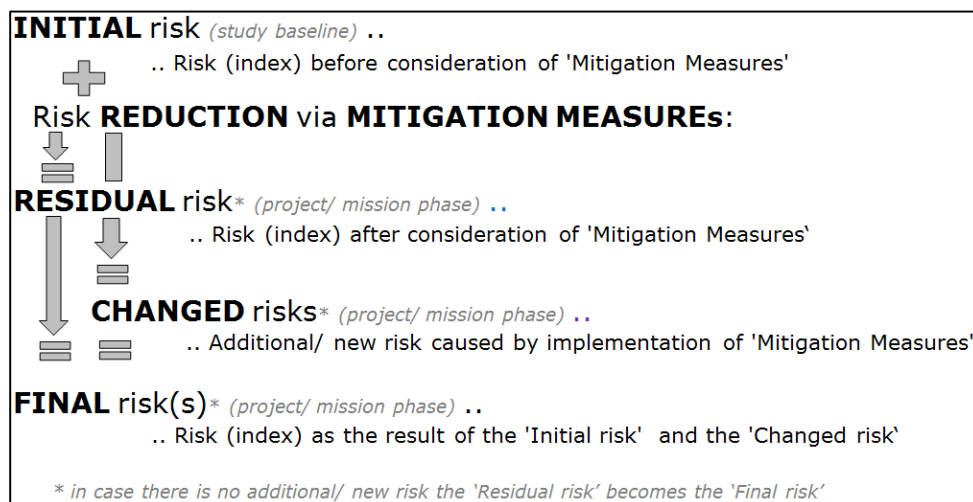 INITIAL risk (study baseline) ..
.. Risk (index) before consideration of 'Mitigation Measures'
Risk REDUCTION via MITIGATION MEASUREs:
RESIDUAL risk* (project/ mission phase) ..
.. Risk (index) after consideration of 'Mitigation Measures‘
CHANGED risks* (project/ mission phase) ..
.. Additional/ new risk caused by implementation of 'Mitigation Measures'
FINAL risk(s)* (project/ mission phase) ..
.. Risk (index) as the result of the 'Initial risk' and the 'Changed risk‘
* in case there is no additional/ new risk the ‘Residual risk’ becomes the ‘Final risk’